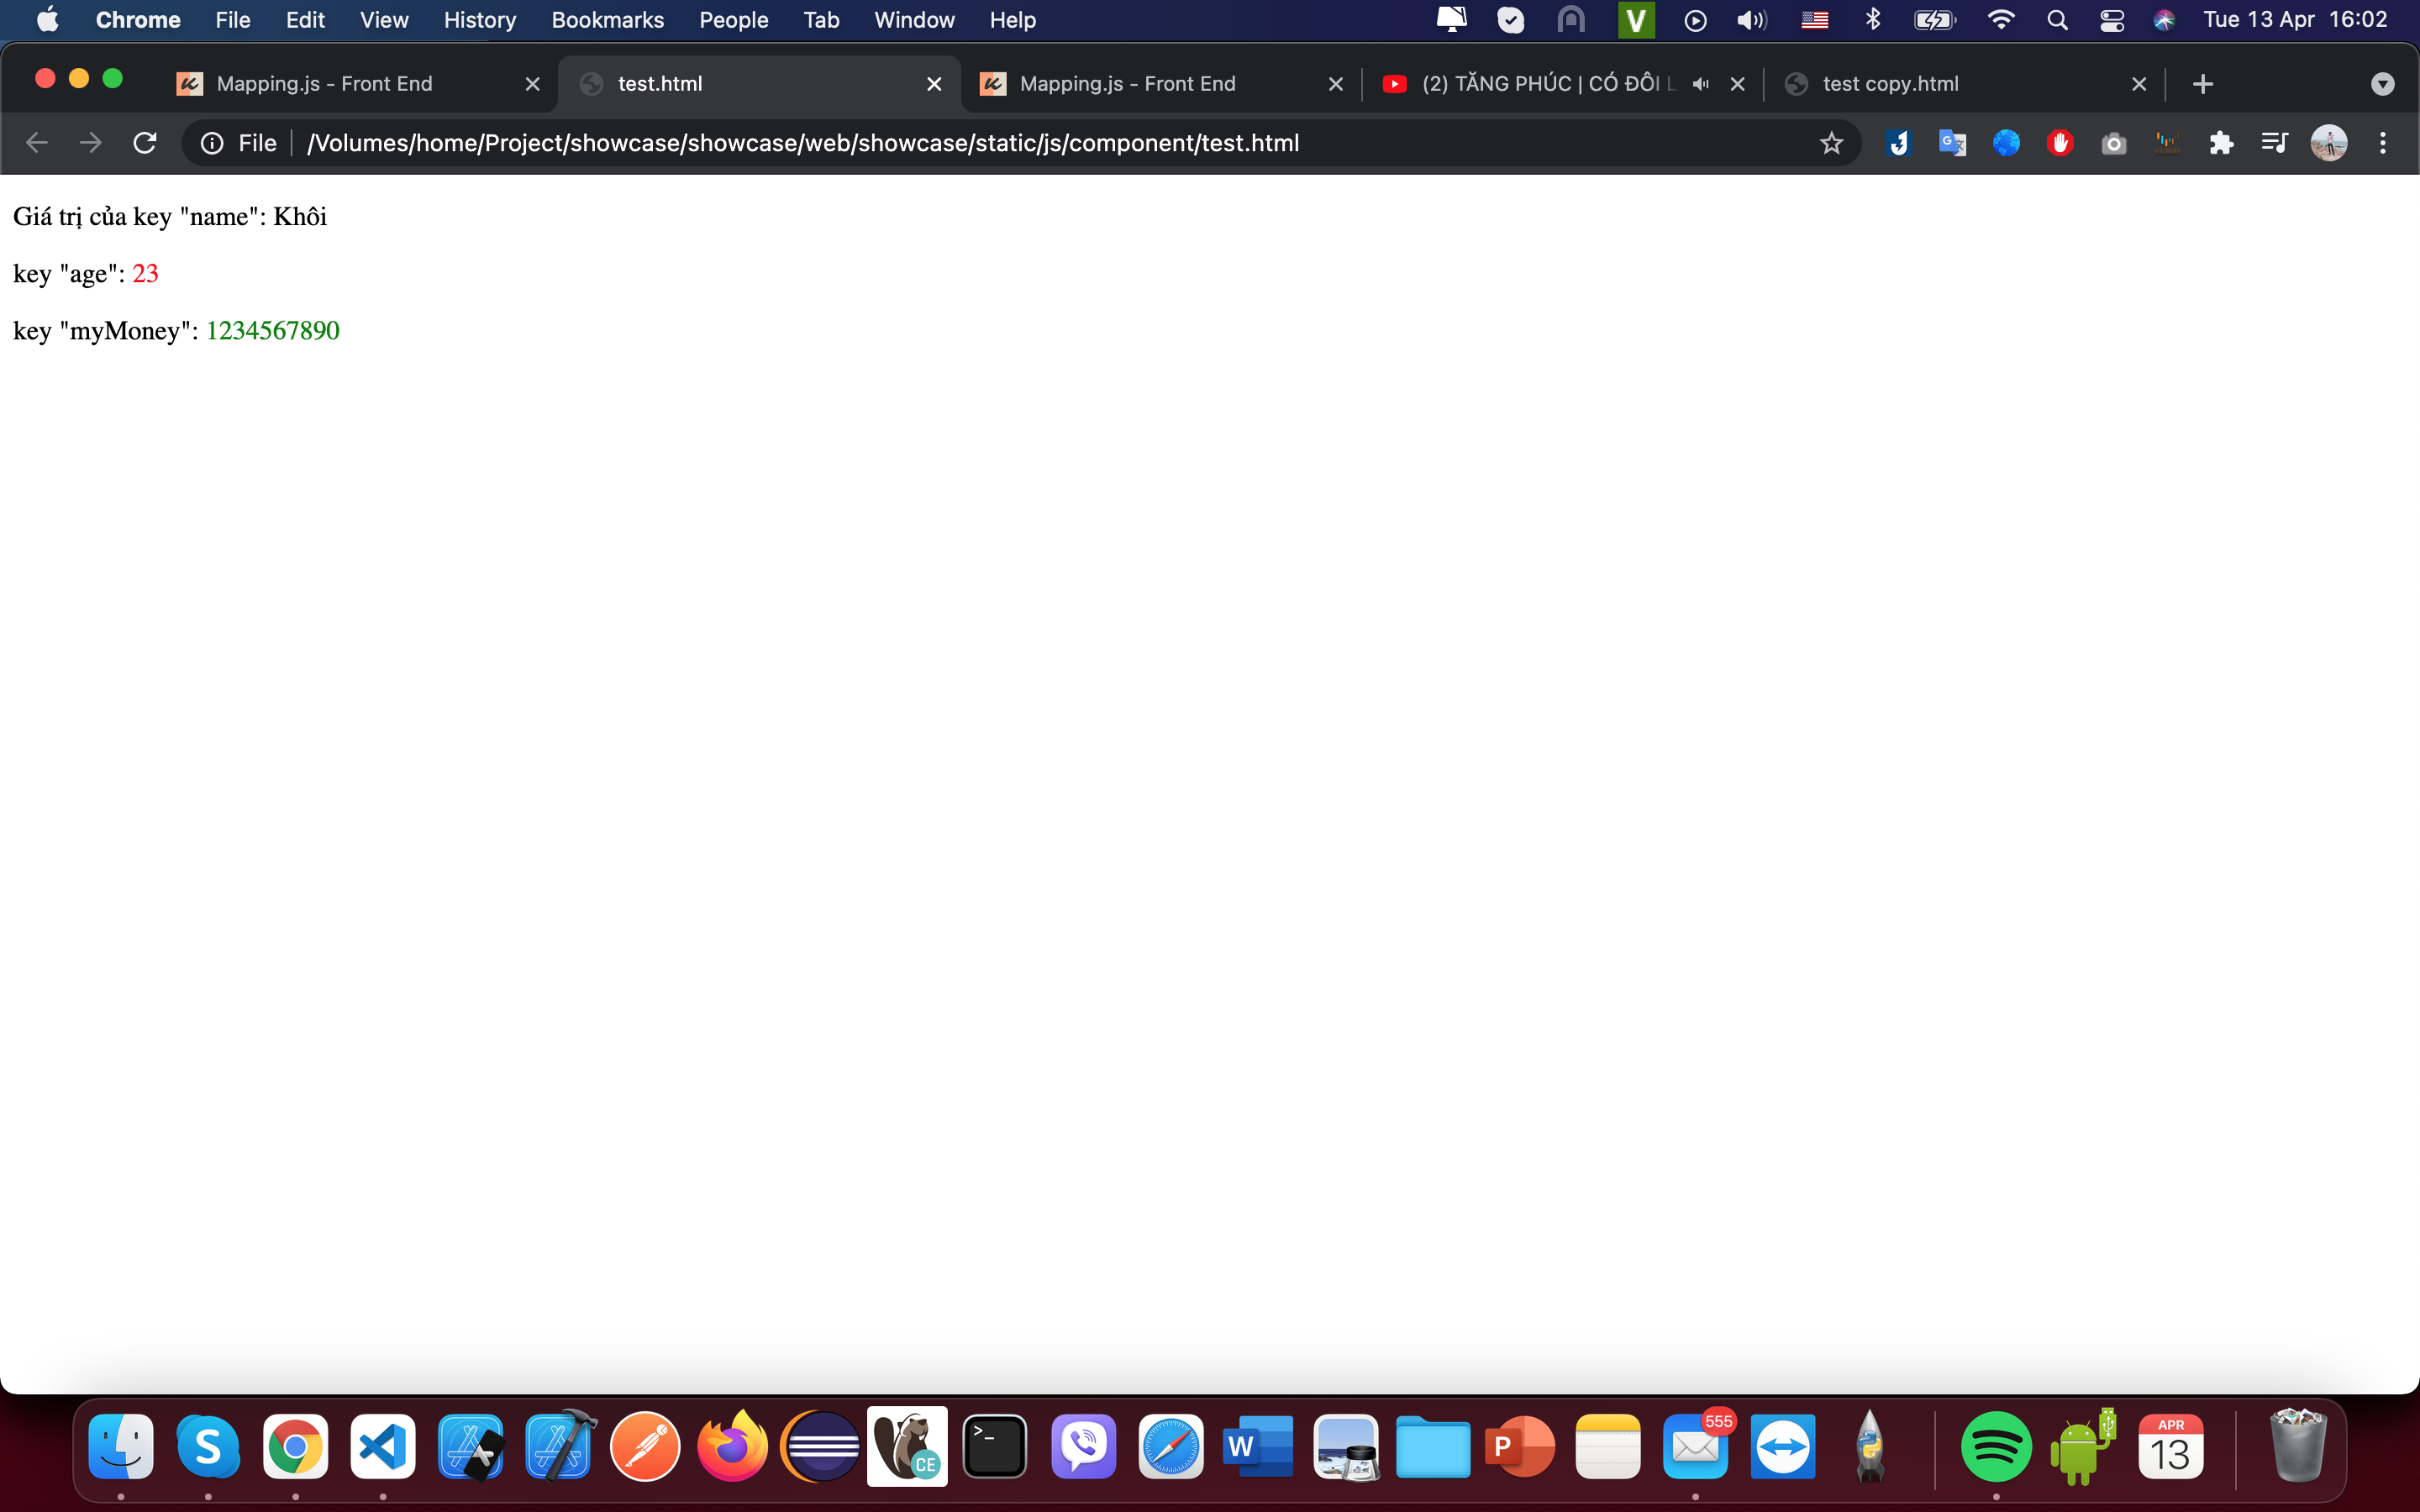 Chrome File Edit View History Bookmarks People Tab Window Help V Tue 13 Apr 16:02
Mapping.js - Front End test.html Mapping.js - Front End (2) TĂNG PHÚC | CÓ ĐÔI L test copy.html
File /Volumes/home/Project/showcase/showcase/web/showcase/static/js/component/test.html
Giá trị của key "name": Khôi
key "age": 23
key "myMoney": 1234567890
S CE >_ W P 555 APR 13